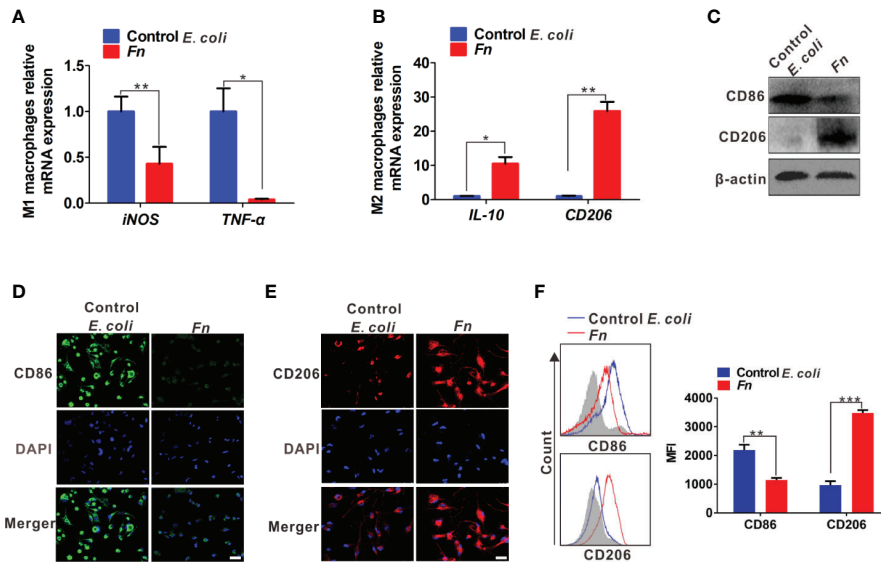 A
Control E. coli
Fn
M1 macrophages relative
mRNA expression
1.5
1.0
0.5
0.0
**
*
iNOS
TNF-α
B
Control E. coli
Fn
M2 macrophages relative
mRNA expression
40
30
20
10
0
*
**
IL-10
CD206
C
Control
E. coli
Fn
CD86
CD206
β-actin
D
Control
E. coli
Fn
CD86
DAPI
Merger
E
Control
E. coli
Fn
CD206
DAPI
Merger
F
Control E. coli
Fn
Count
CD86
CD206
Control E. coli
Fn
MFI
4000
3000
2000
1000
0
**
***
CD86
CD206